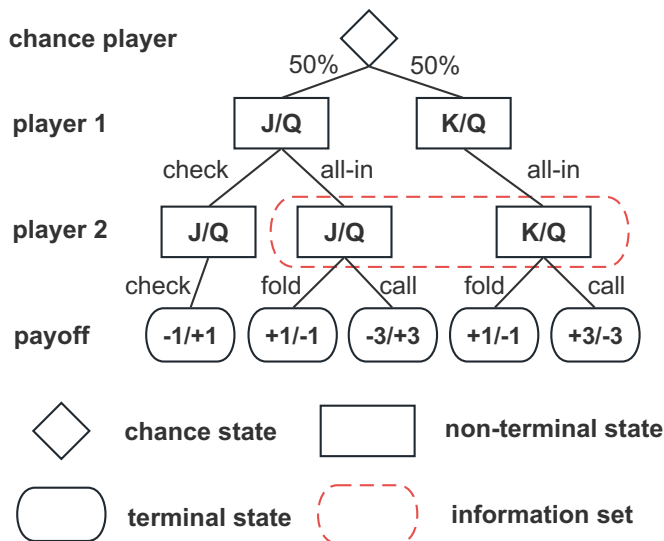 chance player
50% 50%
player 1 J/Q K/Q
check all-in all-in
player 2 J/Q J/Q K/Q
check fold call fold call
payoff -1/+1 +1/-1 -3/+3 +1/-1 +3/-3
chance state non-terminal state
terminal state information set